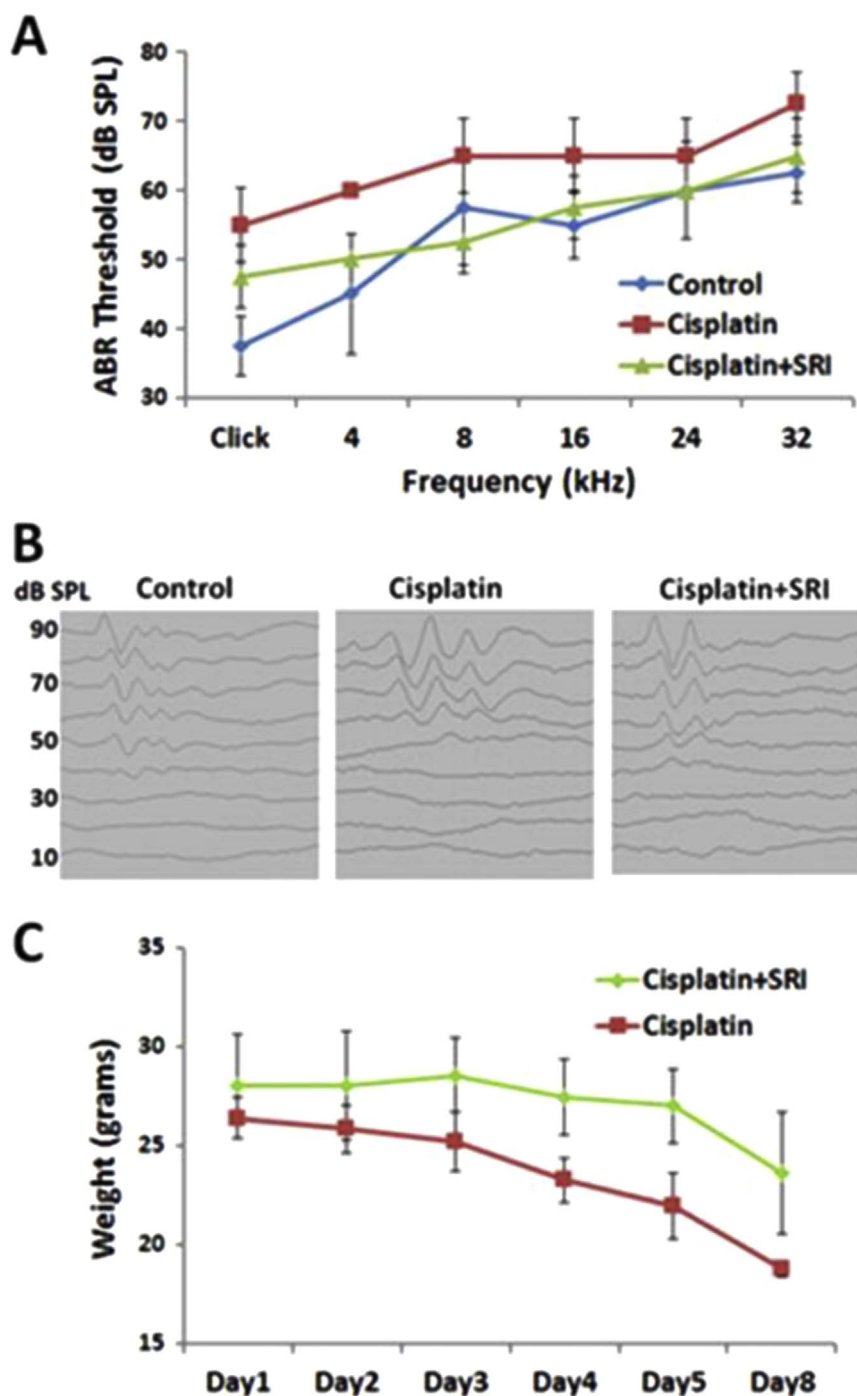 A
80
70
60
50
40
30
ABR Threshold (dB SPL)
Control
Cisplatin
Cisplatin+SRI
Click 4 8 16 24 32
Frequency (kHz)
B
dB SPL Control Cisplatin Cisplatin+SRI
90
70
50
30
10
C
35
30
25
20
15
Weight (grams)
Cisplatin+SRI
Cisplatin
Day1 Day2 Day3 Day4 Day5 Day8